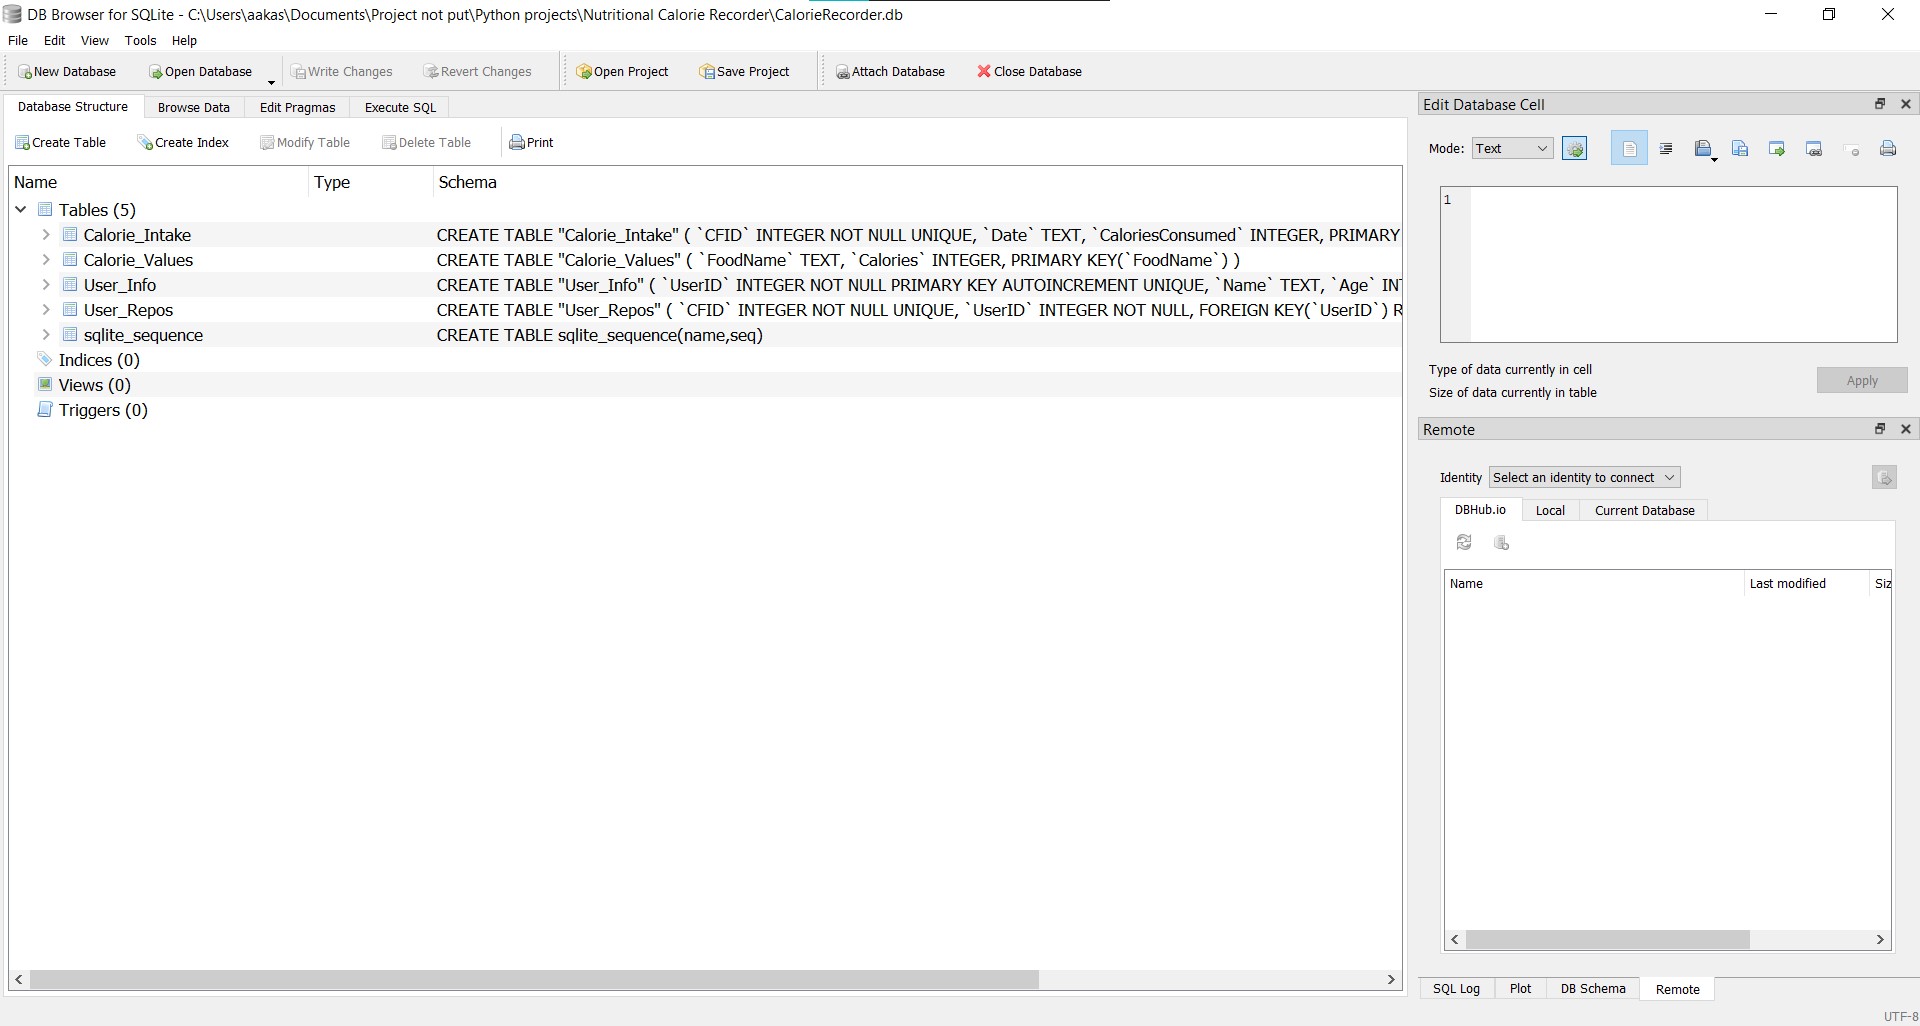 DB Browser for SQLite - C:\Users\aakas\Documents\Project not put\Python projects\Nutritional Calorie Recorder\CalorieRecorder.db
File Edit View Tools Help
New Database Open Database Write Changes Revert Changes Open Project Save Project Attach Database Close Database
Database Structure Browse Data Edit Pragmas Execute SQL
Create Table Create Index Modify Table Delete Table Print
Name Type Schema
Tables (5)
Calorie_Intake CREATE TABLE "Calorie_Intake" ( `CFID` INTEGER NOT NULL UNIQUE, `Date` TEXT, `CaloriesConsumed` INTEGER, PRIMARY
Calorie_Values CREATE TABLE "Calorie_Values" ( `FoodName` TEXT, `Calories` INTEGER, PRIMARY KEY(`FoodName`) )
User_Info CREATE TABLE "User_Info" ( `UserID` INTEGER NOT NULL PRIMARY KEY AUTOINCREMENT UNIQUE, `Name` TEXT, `Age` INT
User_Repos CREATE TABLE "User_Repos" ( `CFID` INTEGER NOT NULL UNIQUE, `UserID` INTEGER NOT NULL, FOREIGN KEY(`UserID`) R
sqlite_sequence CREATE TABLE sqlite_sequence(name,seq)
Indices (0)
Views (0)
Triggers (0)
Edit Database Cell
Mode: Text
1
Type of data currently in cell
Size of data currently in table
Apply
Remote
Identity Select an identity to connect
DBHub.io Local Current Database
Name Last modified Siz
SQL Log Plot DB Schema Remote
UTF-8